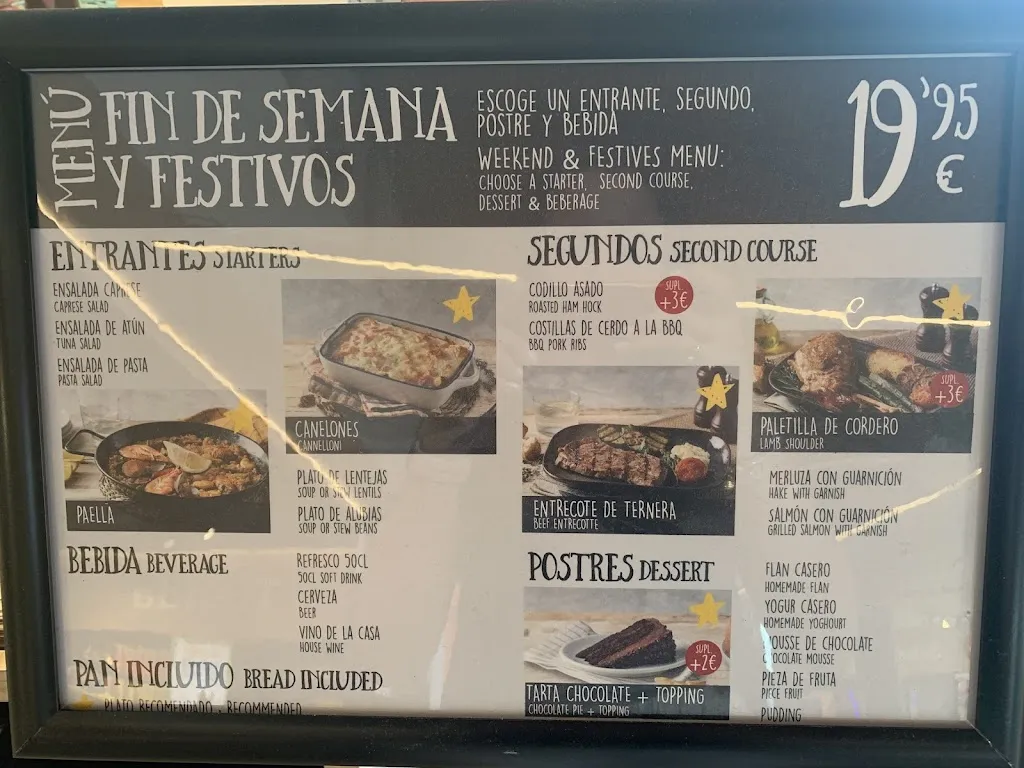 MENÚ
FIN DE SEMANA
Y FESTIVOS
ESCOGE UN ENTRANTE, SEGUNDO,
POSTRE Y BEBIDA
WEEKEND & FESTIVES MENU:
CHOOSE A STARTER, SECOND COURSE,
DESSERT & BEBERAGE
19'95
€
ENTRANTES STARTERS
ENSALADA CAPRESE
CAPRESE SALAD
ENSALADA DE ATÚN
TUNA SALAD
ENSALADA DE PASTA
PASTA SALAD
PAELLA
CANELONES
CANNELLONI
PLATO DE LENTEJAS
SOUP OR STEW LENTILS
PLATO DE ALUBIAS
SOUP OR STEW BEANS
BEBIDA BEVERAGE
REFRESCO 50CL
50CL SOFT DRINK
CERVEZA
BEER
VINO DE LA CASA
HOUSE WINE
PAN INCLUIDO BREAD INCLUDED
PLATO RECOMENDADO · RECOMMENDED
SEGUNDOS SECOND COURSE
CODILLO ASADO
ROASTED HAM HOCK
SUPL.
+3€
COSTILLAS DE CERDO A LA BBQ
BBQ PORK RIBS
ENTRECOTE DE TERNERA
BEEF ENTRECOTTE
SUPL.
+3€
PALETILLA DE CORDERO
LAMB SHOULDER
MERLUZA CON GUARNICIÓN
HAKE WITH GARNISH
SALMÓN CON GUARNICIÓN
GRILLED SALMON WITH GARNISH
POSTRES DESSERT
SUPL.
+2€
TARTA CHOCOLATE + TOPPING
CHOCOLATE PIE + TOPPING
FLAN CASERO
HOMEMADE FLAN
YOGUR CASERO
HOMEMADE YOGHOURT
MOUSSE DE CHOCOLATE
CHOCOLATE MOUSSE
PIEZA DE FRUTA
PIECE FRUIT
PUDDING